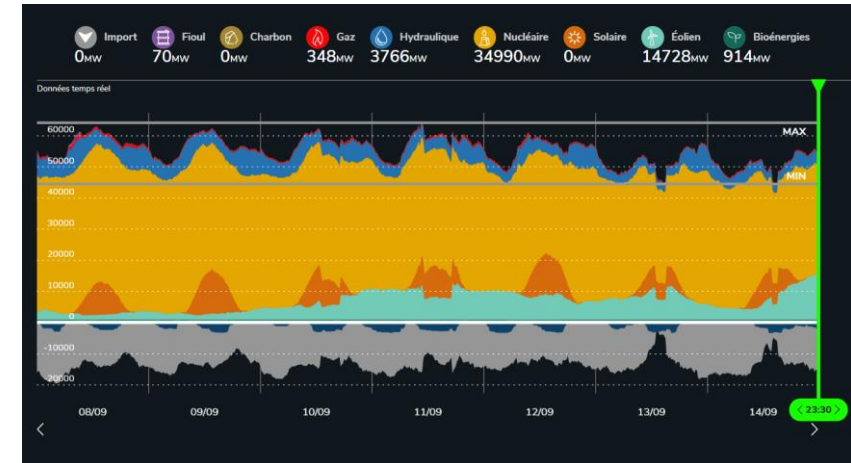 Import Fioul Charbon Gaz Hydraulique Nucléaire Solaire Éolien Bioénergies
0MW 70MW 0MW 348MW 3766MW 34990MW 0MW 14728MW 914MW
Données temps réel
60000
MAX
50000
MIN
40000
30000
20000
10000
0
-10000
-20000
08/09 09/09 10/09 11/09 12/09 13/09 14/09 < 23:30 >
< >